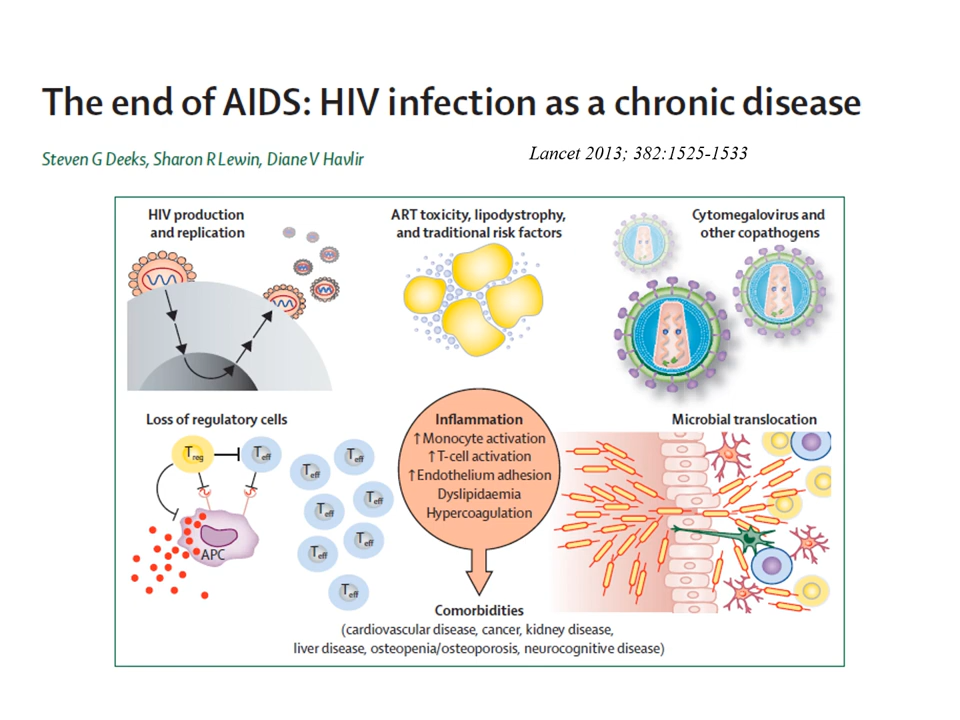 The end of AIDS: HIV infection as a chronic disease
Steven G Deeks, Sharon R Lewin, Diane V Havlir
Lancet 2013; 382:1525-1533
HIV production
and replication
ART toxicity, lipodystrophy,
and traditional risk factors
Cytomegalovirus and
other copathogens
Loss of regulatory cells
Treg
Teff
Teff
Teff
Teff
Teff
Teff
Teff
Teff
APC
Inflammation
↑Monocyte activation
↑T-cell activation
↑Endothelium adhesion
Dyslipidaemia
Hypercoagulation
Microbial translocation
Comorbidities
(cardiovascular disease, cancer, kidney disease,
liver disease, osteopenia/osteoporosis, neurocognitive disease)